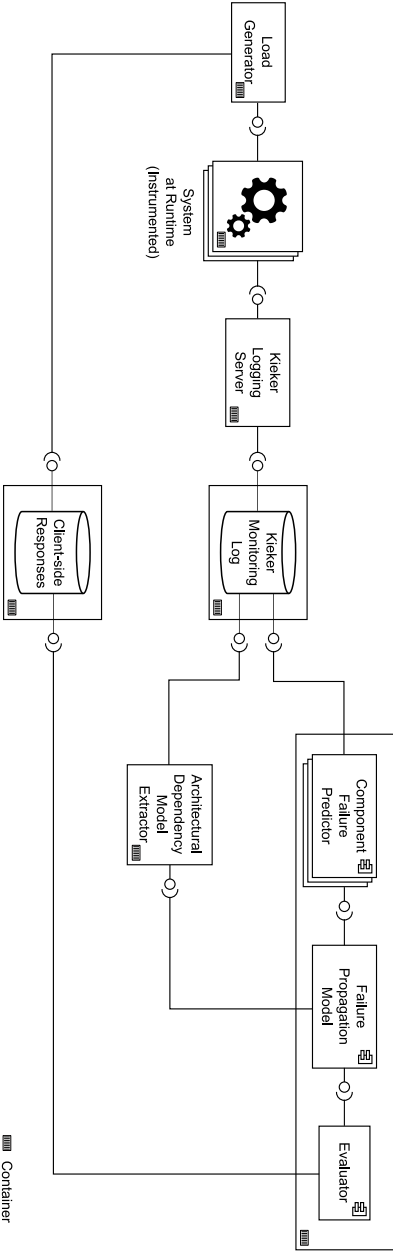 Load
Generator
System
at Runtime
(Instrumented)
Kieker
Logging
Server
Kieker
Monitoring
Log
Client-side
Responses
Architectural
Dependency
Model
Extractor
Component
Failure
Predictor
Failure
Propagation
Model
Evaluator
Container